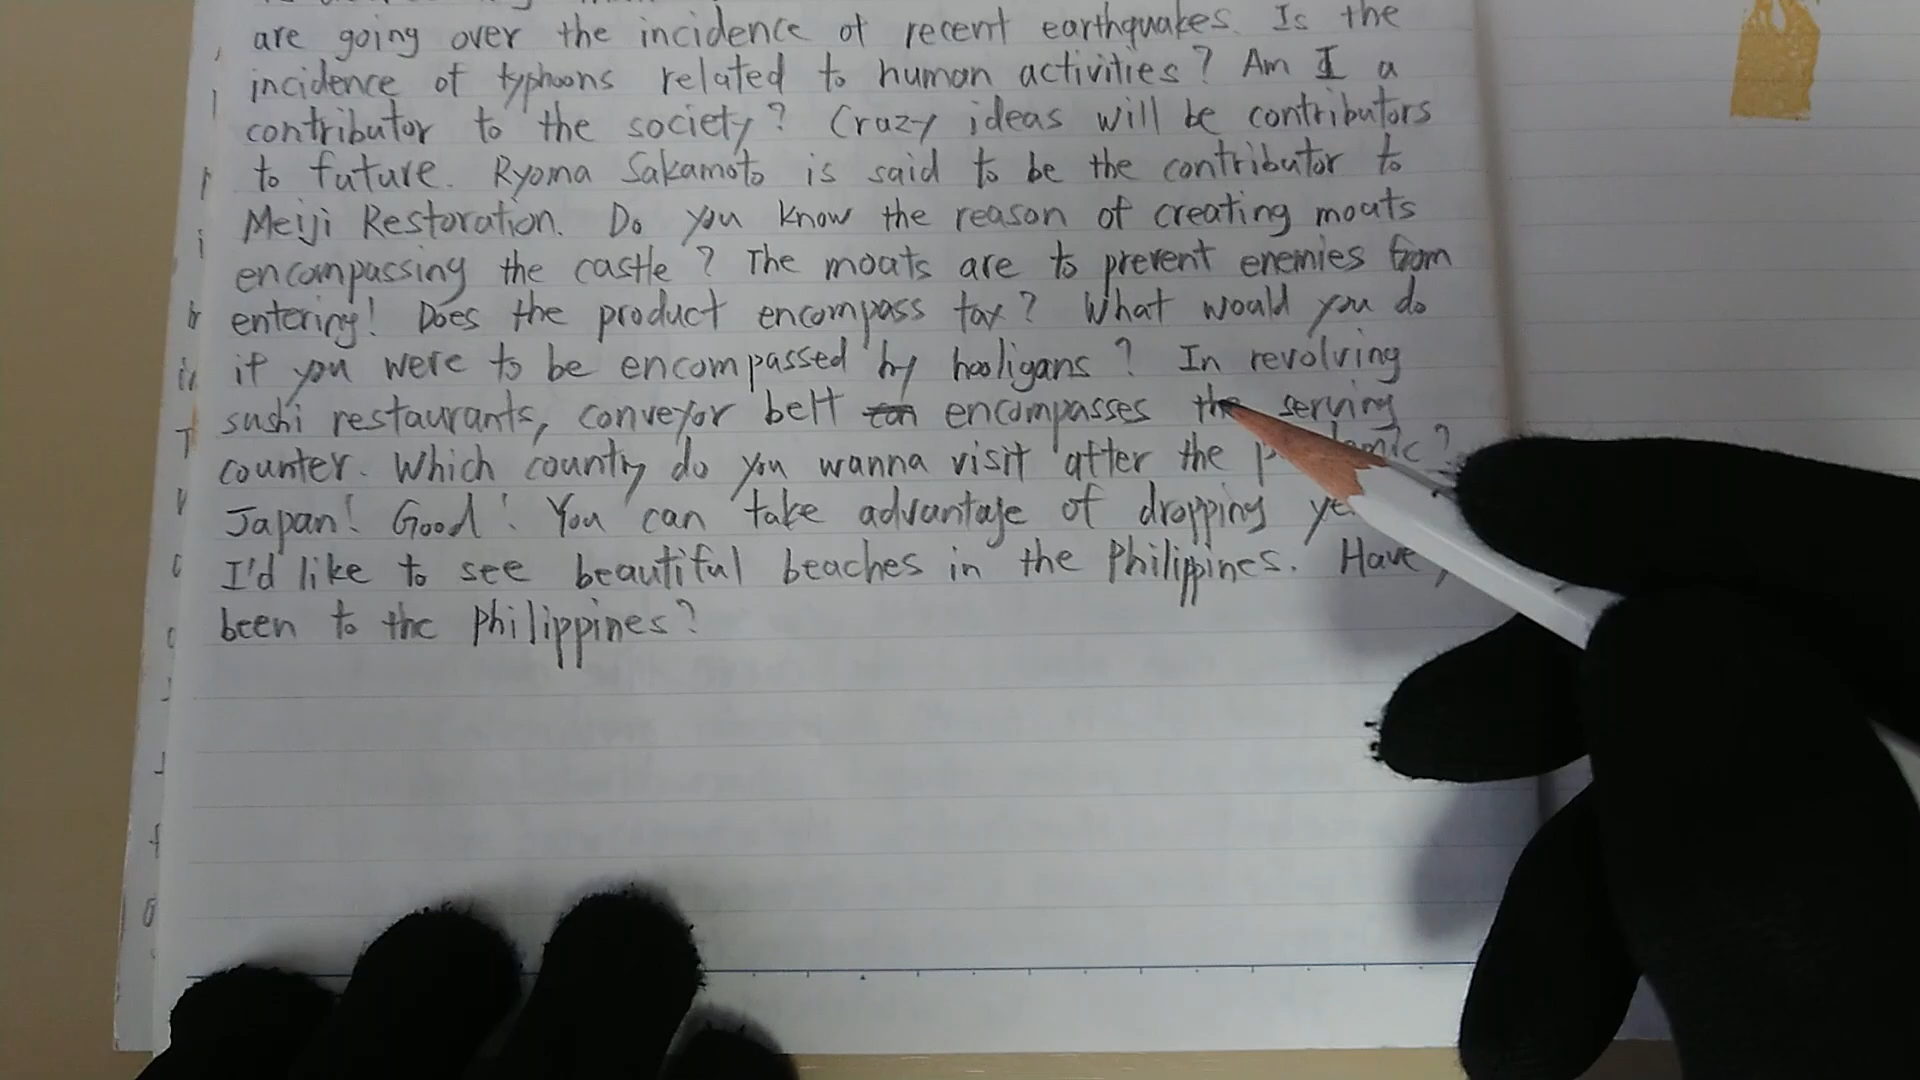 are going over the incidence of recent earthquakes. Is the
incidence of typhoons related to human activities? Am I a
contributor to the society? Crazy ideas will be contributors
to future. Ryoma Sakamoto is said to be the contributor to
Meiji Restoration. Do you know the reason of creating moats
encompassing the castle? The moats are to prevent enemies from
entering! Does the product encompass tax? What would you do
if you were to be encompassed by hooligans? In revolving
sushi restaurants, conveyor belt encompasses the serving
counter. Which county do you wanna visit after the
Japan! Good! You can take advantage of dropping
I'd like to see beautiful beaches in the Philippines. Have
been to the Philippines?